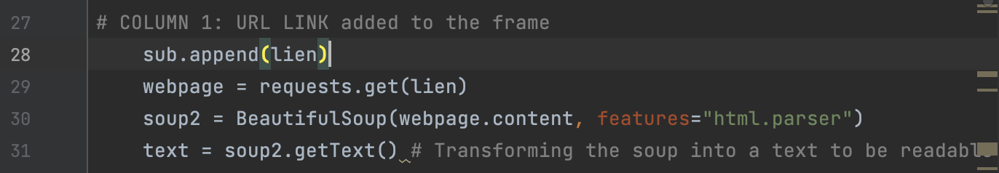 27 # COLUMN 1: URL LINK added to the frame
28 sub.append(lien)
29 webpage = requests.get(lien)
30 soup2 = BeautifulSoup(webpage.content, features="html.parser")
31 text = soup2.getText() # Transforming the soup into a text to be readable